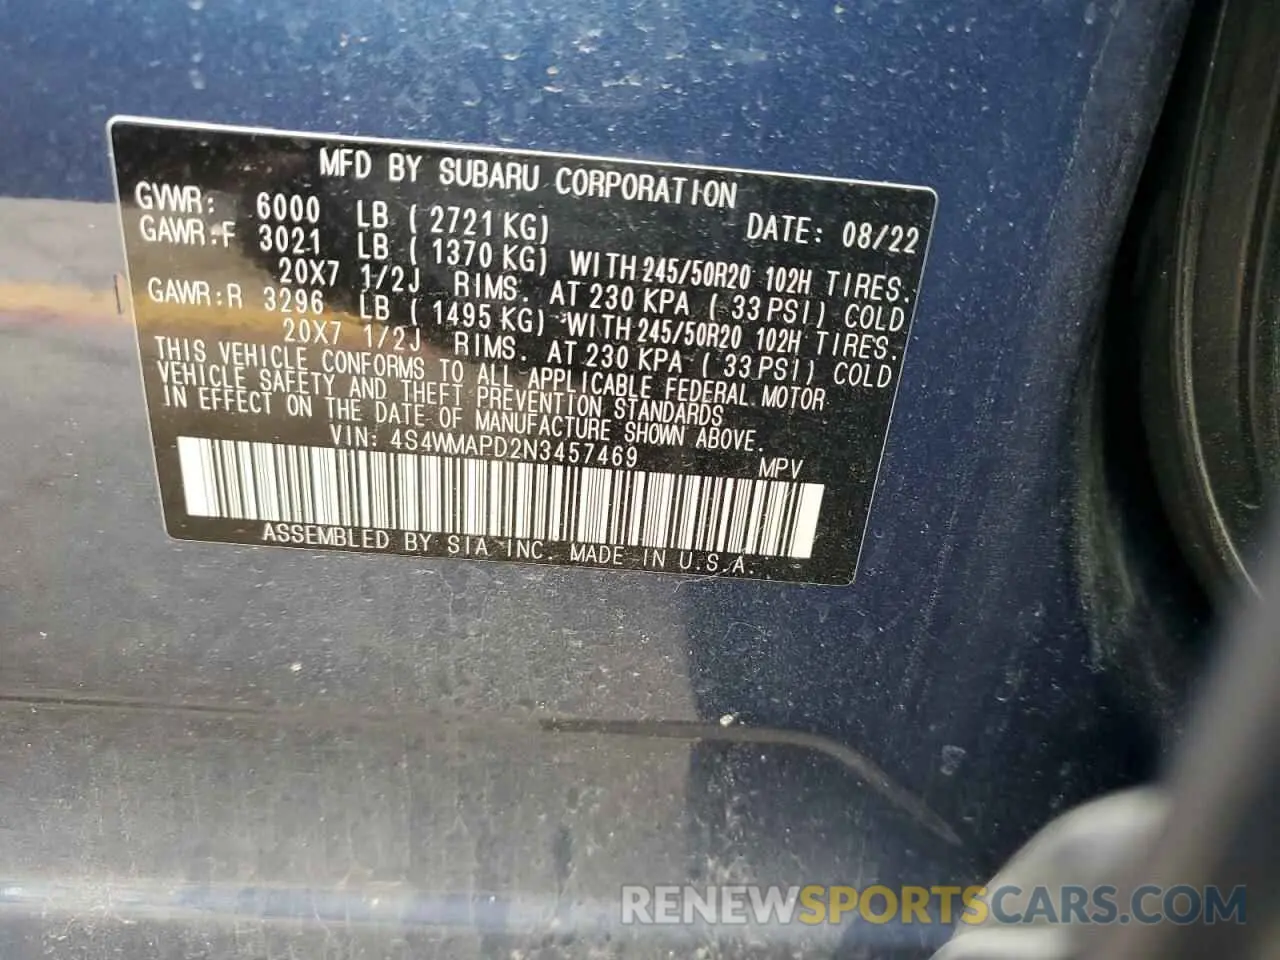 MFD BY SUBARU CORPORATION
GVWR: 6000 LB ( 2721 KG) DATE: 08/22
GAWR:F 3021 LB ( 1370 KG) WITH 245/50R20 102H TIRES.
20X7 1/2J RIMS. AT 230 KPA ( 33 PSI) COLD
GAWR:R 3296 LB ( 1495 KG) WITH 245/50R20 102H TIRES.
20X7 1/2J RIMS. AT 230 KPA ( 33 PSI) COLD
THIS VEHICLE CONFORMS TO ALL APPLICABLE FEDERAL MOTOR
VEHICLE SAFETY AND THEFT PREVENTION STANDARDS
IN EFFECT ON THE DATE OF MANUFACTURE SHOWN ABOVE.
VIN: 4S4WMAPD2N3457469 MPV
ASSEMBLED BY SIA INC. MADE IN U.S.A.
RENEWSPORTSCARS.COM